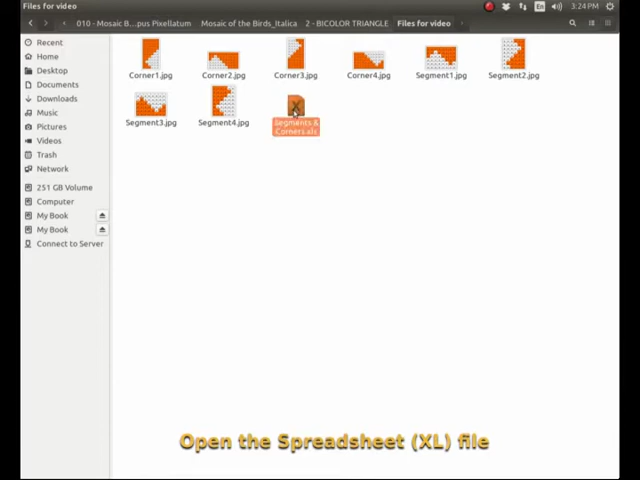 Files for video
En
3:24 PM
010 - Mosaic B...pus Pixellatum
Mosaic of the Birds_Italica
2 - BICOLOR TRIANGLE
Files for video
Recent
Home
Desktop
Documents
Downloads
Music
Pictures
Videos
Trash
Network
251 GB Volume
Computer
My Book
My Book
Connect to Server
Corner1.jpg
Corner2.jpg
Corner3.jpg
Corner4.jpg
Segment1.jpg
Segment2.jpg
Segment3.jpg
Segment4.jpg
Segments &
Corners.xls
Open the Spreadsheet (XL) file